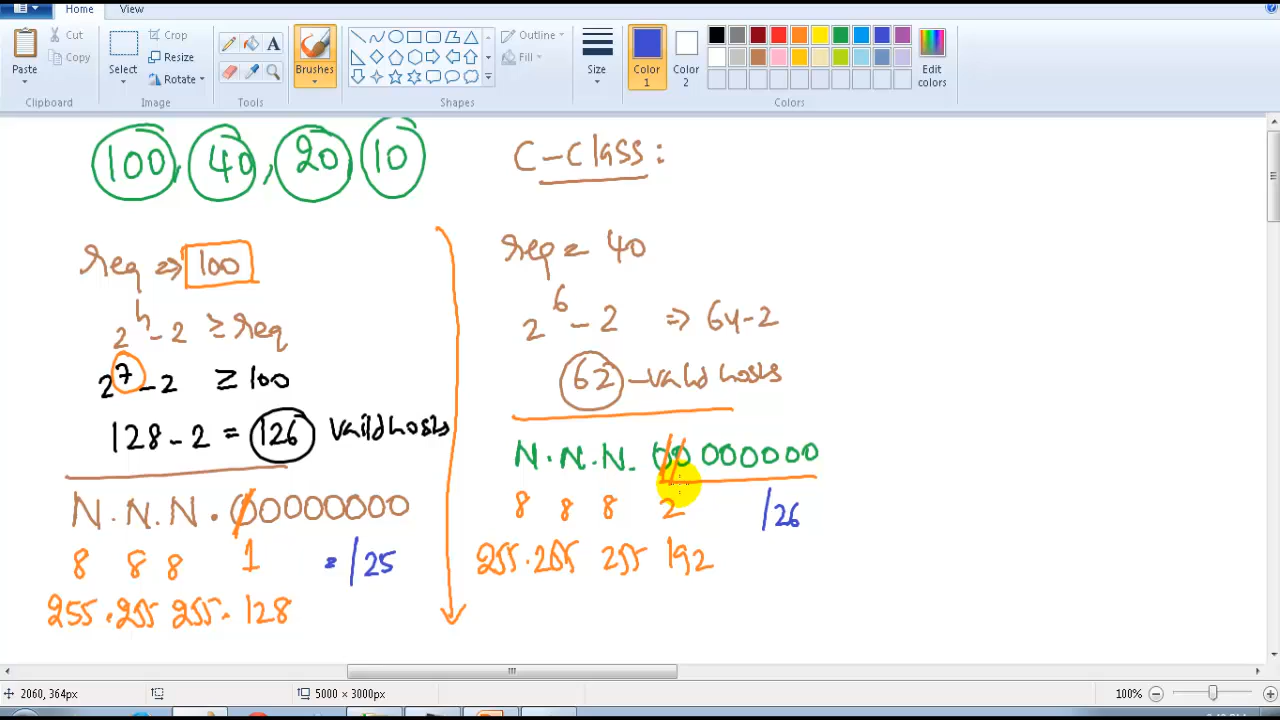 Home View
Paste
Cut
Copy
Clipboard
Select
Crop
Resize
Rotate
Image
A
Tools
Brushes
Outline
Fill
Shapes
Size
Color 1
Color 2
Edit colors
Colors
100, 40, 20 10
C-Class:
req => 100
2^h - 2 ≥ req
2^7 - 2 ≥ 100
128 - 2 = 126 valid hosts
N.N.N.00000000
8 8 8 1 = /25
255.255 255.128
req = 40
2^6 - 2 => 64-2
62 - valid hosts
N.N.N. 00000000
8 8 8 2 /26
255.255 255 192
2060, 364px
5000 × 3000px
100%